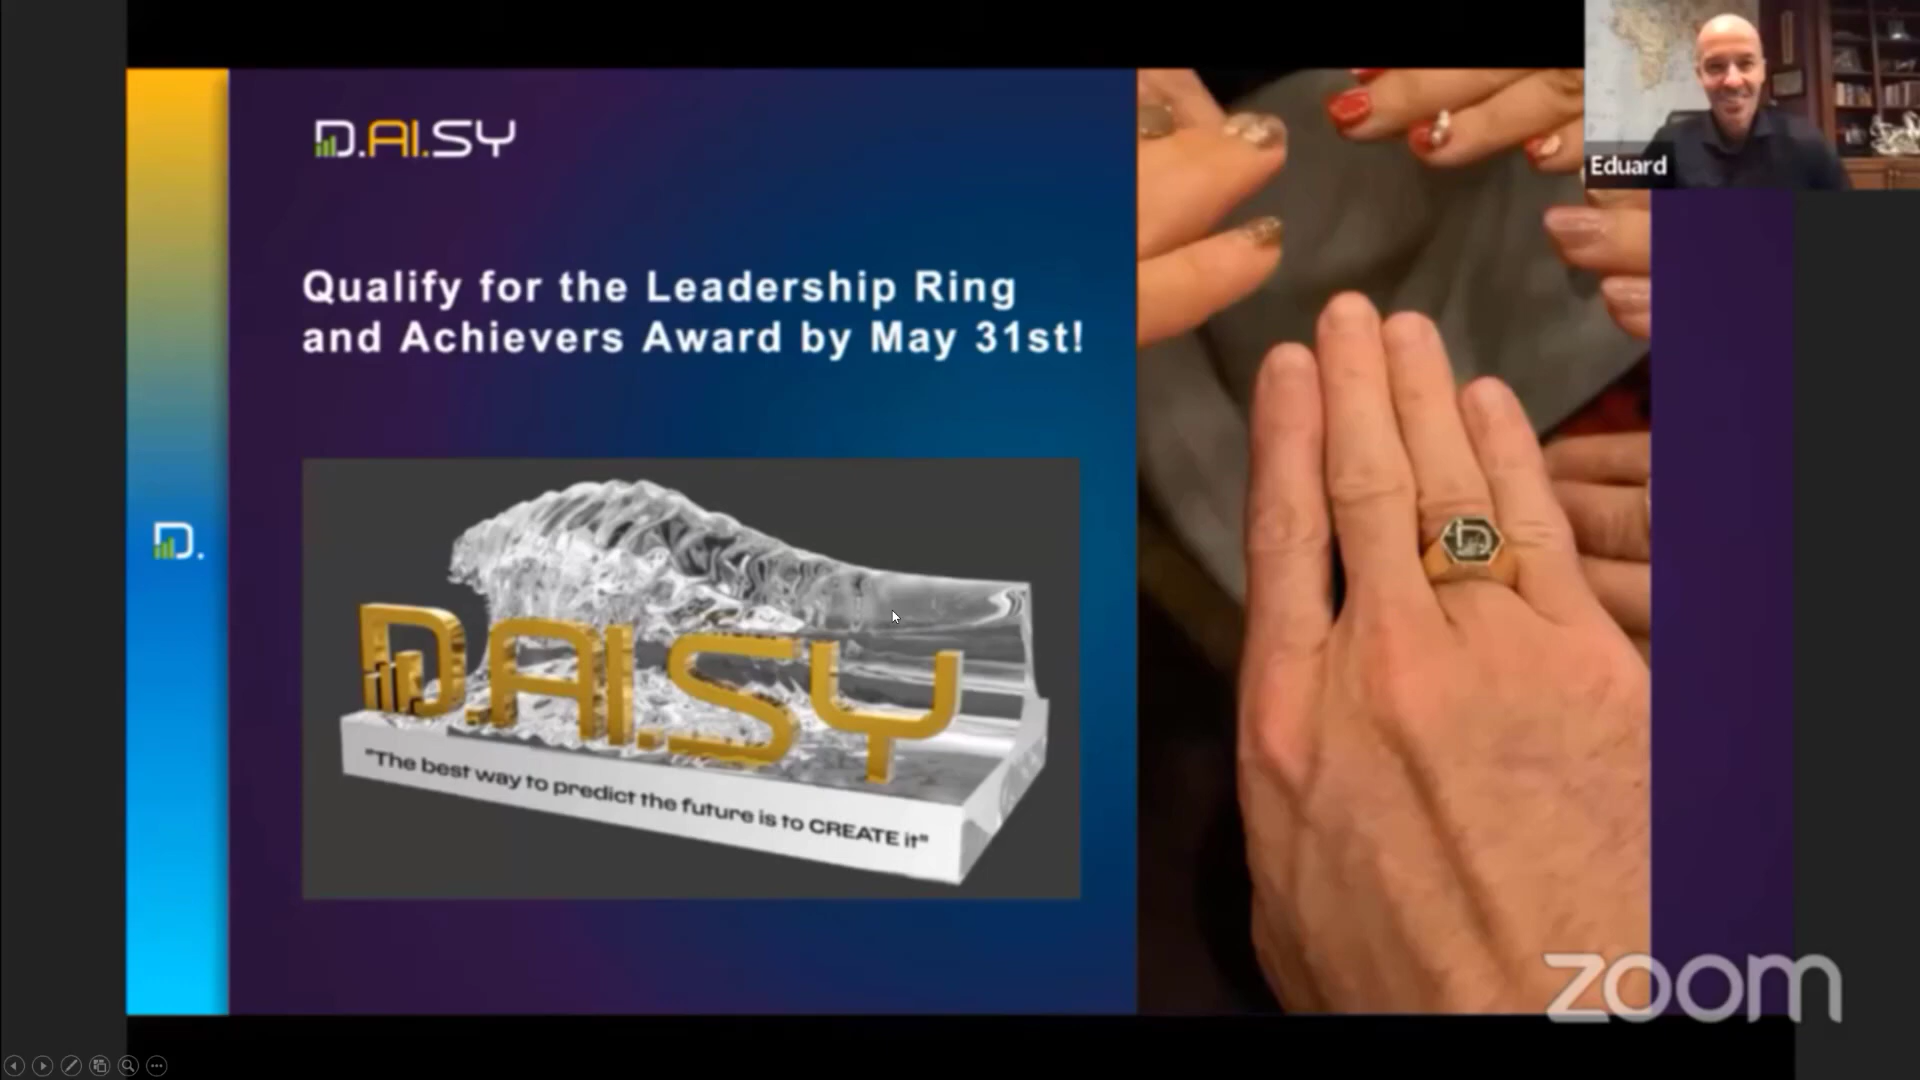 D.AI.SY
Eduard
Qualify for the Leadership Ring
and Achievers Award by May 31st!
D.
D.AI.SY
"The best way to predict the future is to CREATE it"
D
zoom